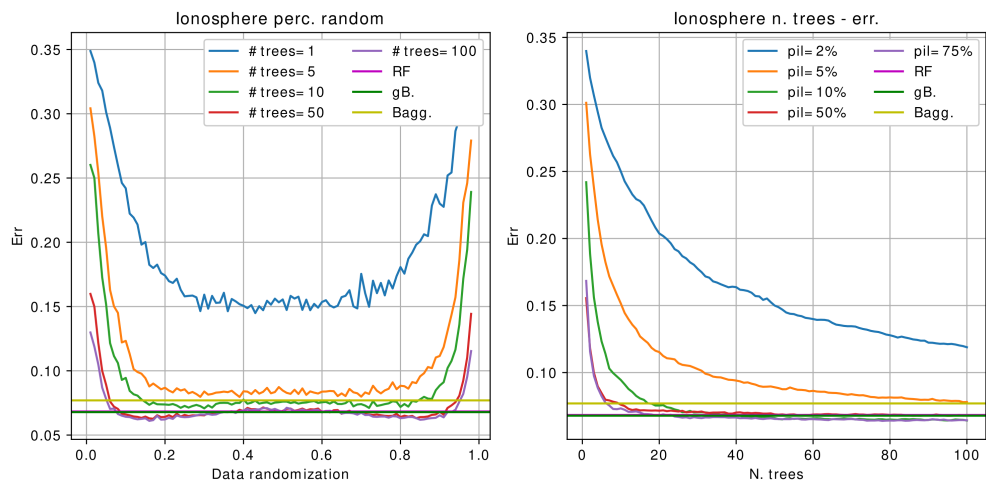 Ionosphere perc. random
0.35
0.30
0.25
0.20
0.15
0.10
0.05
Err
# trees= 1
# trees= 5
# trees= 10
# trees= 50
# trees= 100
RF
gB.
Bagg.
0.0 0.2 0.4 0.6 0.8 1.0
Data randomization
Ionosphere n. trees - err.
0.35
0.30
0.25
0.20
0.15
0.10
Err
pil= 2%
pil= 5%
pil= 10%
pil= 50%
pil= 75%
RF
gB.
Bagg.
0 20 40 60 80 100
N. trees